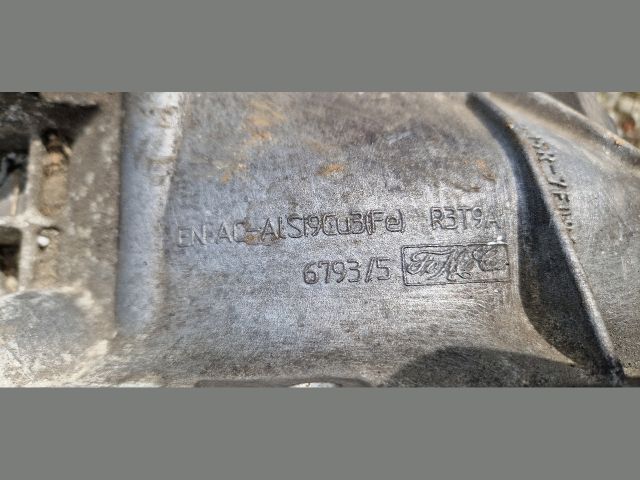 EN AC-AlSi9Cu3(Fe) R3T9A
6793/5 FoMoCo